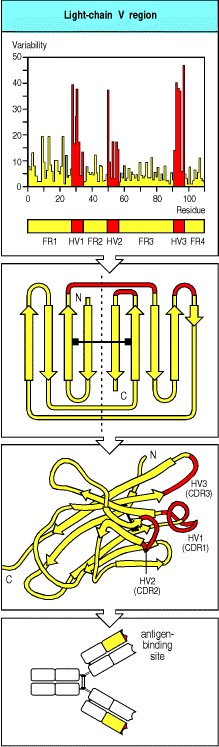 Light-chain V region
Variability
50
40
30
20
10
0
0 20 40 60 80 100
Residue
FR1 HV1 FR2 HV2 FR3 HV3 FR4
N
C
N
HV3
(CDR3)
HV1
(CDR1)
C
HV2
(CDR2)
antigen-
binding
site